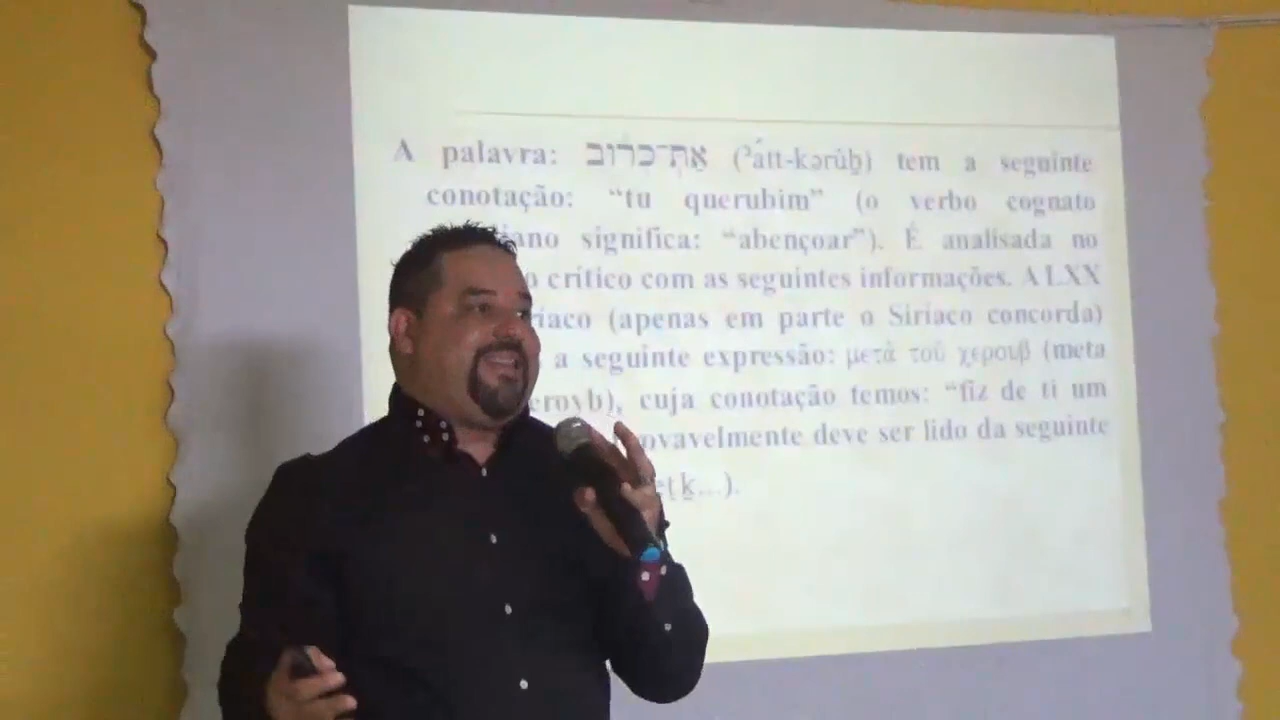 A palavra: אַתְּ־כְּרוּב (ʾátt-kərûḇ) tem a seguinte
conotação: “tu querubim” (o verbo cognato
significa: “abençoar”). É analisada no
crítico com as seguintes informações. A LXX
(apenas em parte o Siríaco concorda)
a seguinte expressão: μετὰ τοῦ χερουβ (meta
cuja conotação temos: “fiz de ti um
deve ser lido da seguinte